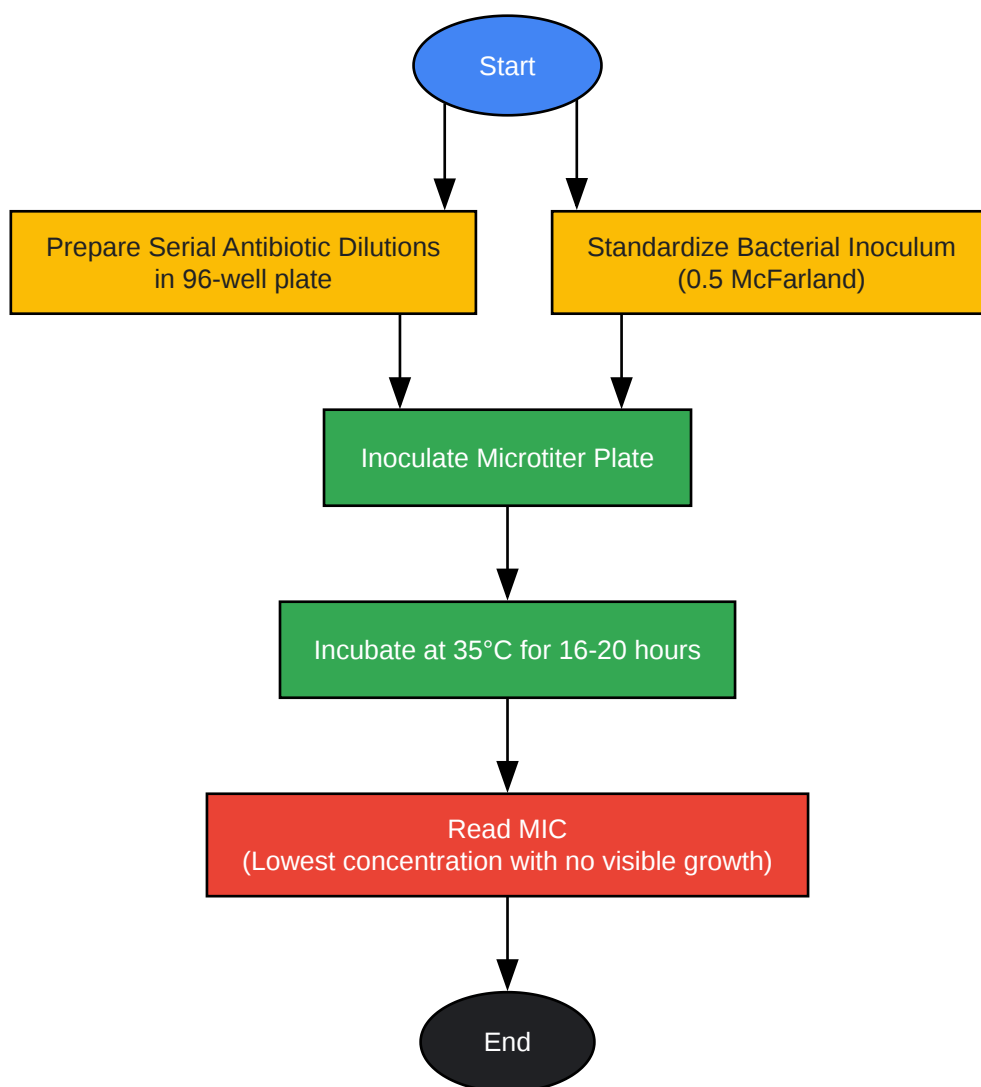 Start
Prepare Serial Antibiotic Dilutions
in 96-well plate
Standardize Bacterial Inoculum
(0.5 McFarland)
Inoculate Microtiter Plate
Incubate at 35°C for 16-20 hours
Read MIC
(Lowest concentration with no visible growth)
End